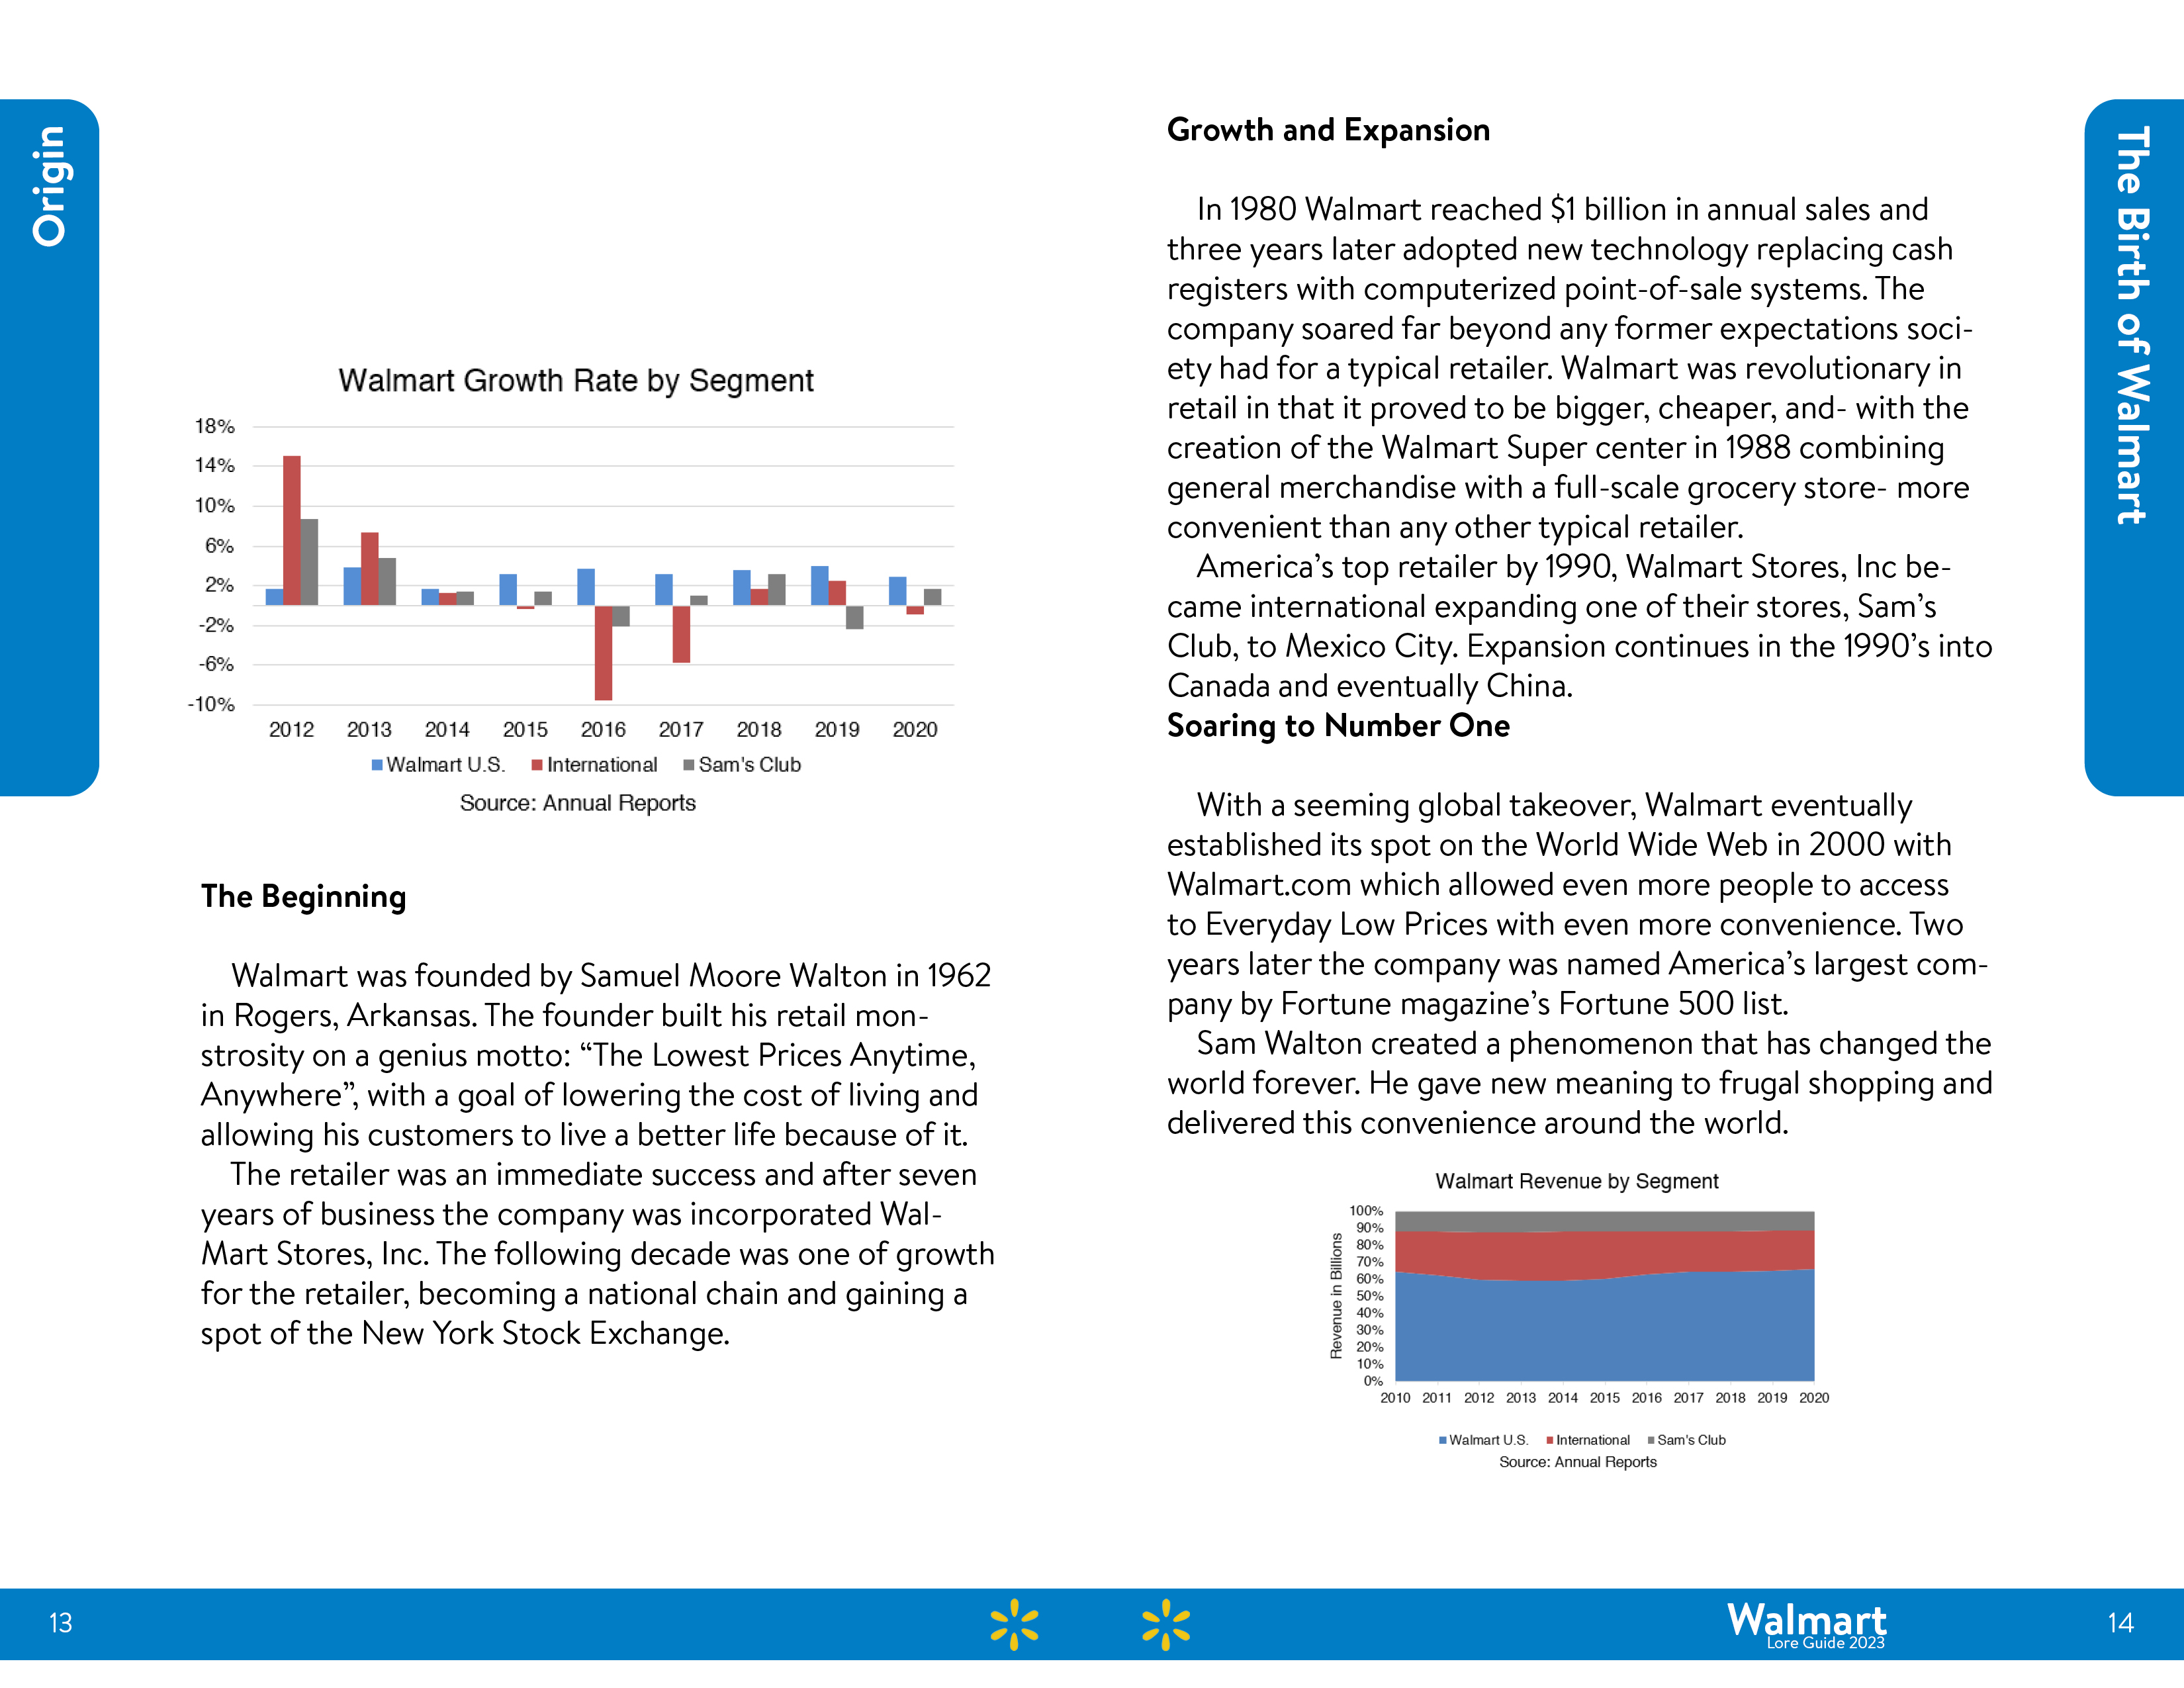 Origin
Walmart Growth Rate by Segment
18%
14%
10%
6%
2%
-2%
-6%
-10%
2012 2013 2014 2015 2016 2017 2018 2019 2020
Walmart U.S. International Sam's Club
Source: Annual Reports
The Beginning
Walmart was founded by Samuel Moore Walton in 1962
in Rogers, Arkansas. The founder built his retail mon-
strosity on a genius motto: “The Lowest Prices Anytime,
Anywhere”, with a goal of lowering the cost of living and
allowing his customers to live a better life because of it.
The retailer was an immediate success and after seven
years of business the company was incorporated Wal-
Mart Stores, Inc. The following decade was one of growth
for the retailer, becoming a national chain and gaining a
spot of the New York Stock Exchange.
13
Growth and Expansion
In 1980 Walmart reached $1 billion in annual sales and
three years later adopted new technology replacing cash
registers with computerized point-of-sale systems. The
company soared far beyond any former expectations soci-
ety had for a typical retailer. Walmart was revolutionary in
retail in that it proved to be bigger, cheaper, and- with the
creation of the Walmart Super center in 1988 combining
general merchandise with a full-scale grocery store- more
convenient than any other typical retailer.
America’s top retailer by 1990, Walmart Stores, Inc be-
came international expanding one of their stores, Sam’s
Club, to Mexico City. Expansion continues in the 1990’s into
Canada and eventually China.
Soaring to Number One
With a seeming global takeover, Walmart eventually
established its spot on the World Wide Web in 2000 with
Walmart.com which allowed even more people to access
to Everyday Low Prices with even more convenience. Two
years later the company was named America’s largest com-
pany by Fortune magazine’s Fortune 500 list.
Sam Walton created a phenomenon that has changed the
world forever. He gave new meaning to frugal shopping and
delivered this convenience around the world.
Walmart Revenue by Segment
Revenue in Billions
100%
90%
80%
70%
60%
50%
40%
30%
20%
10%
0%
2010 2011 2012 2013 2014 2015 2016 2017 2018 2019 2020
Walmart U.S. International Sam's Club
Source: Annual Reports
The Birth of Walmart
Walmart
Lore Guide 2023
14